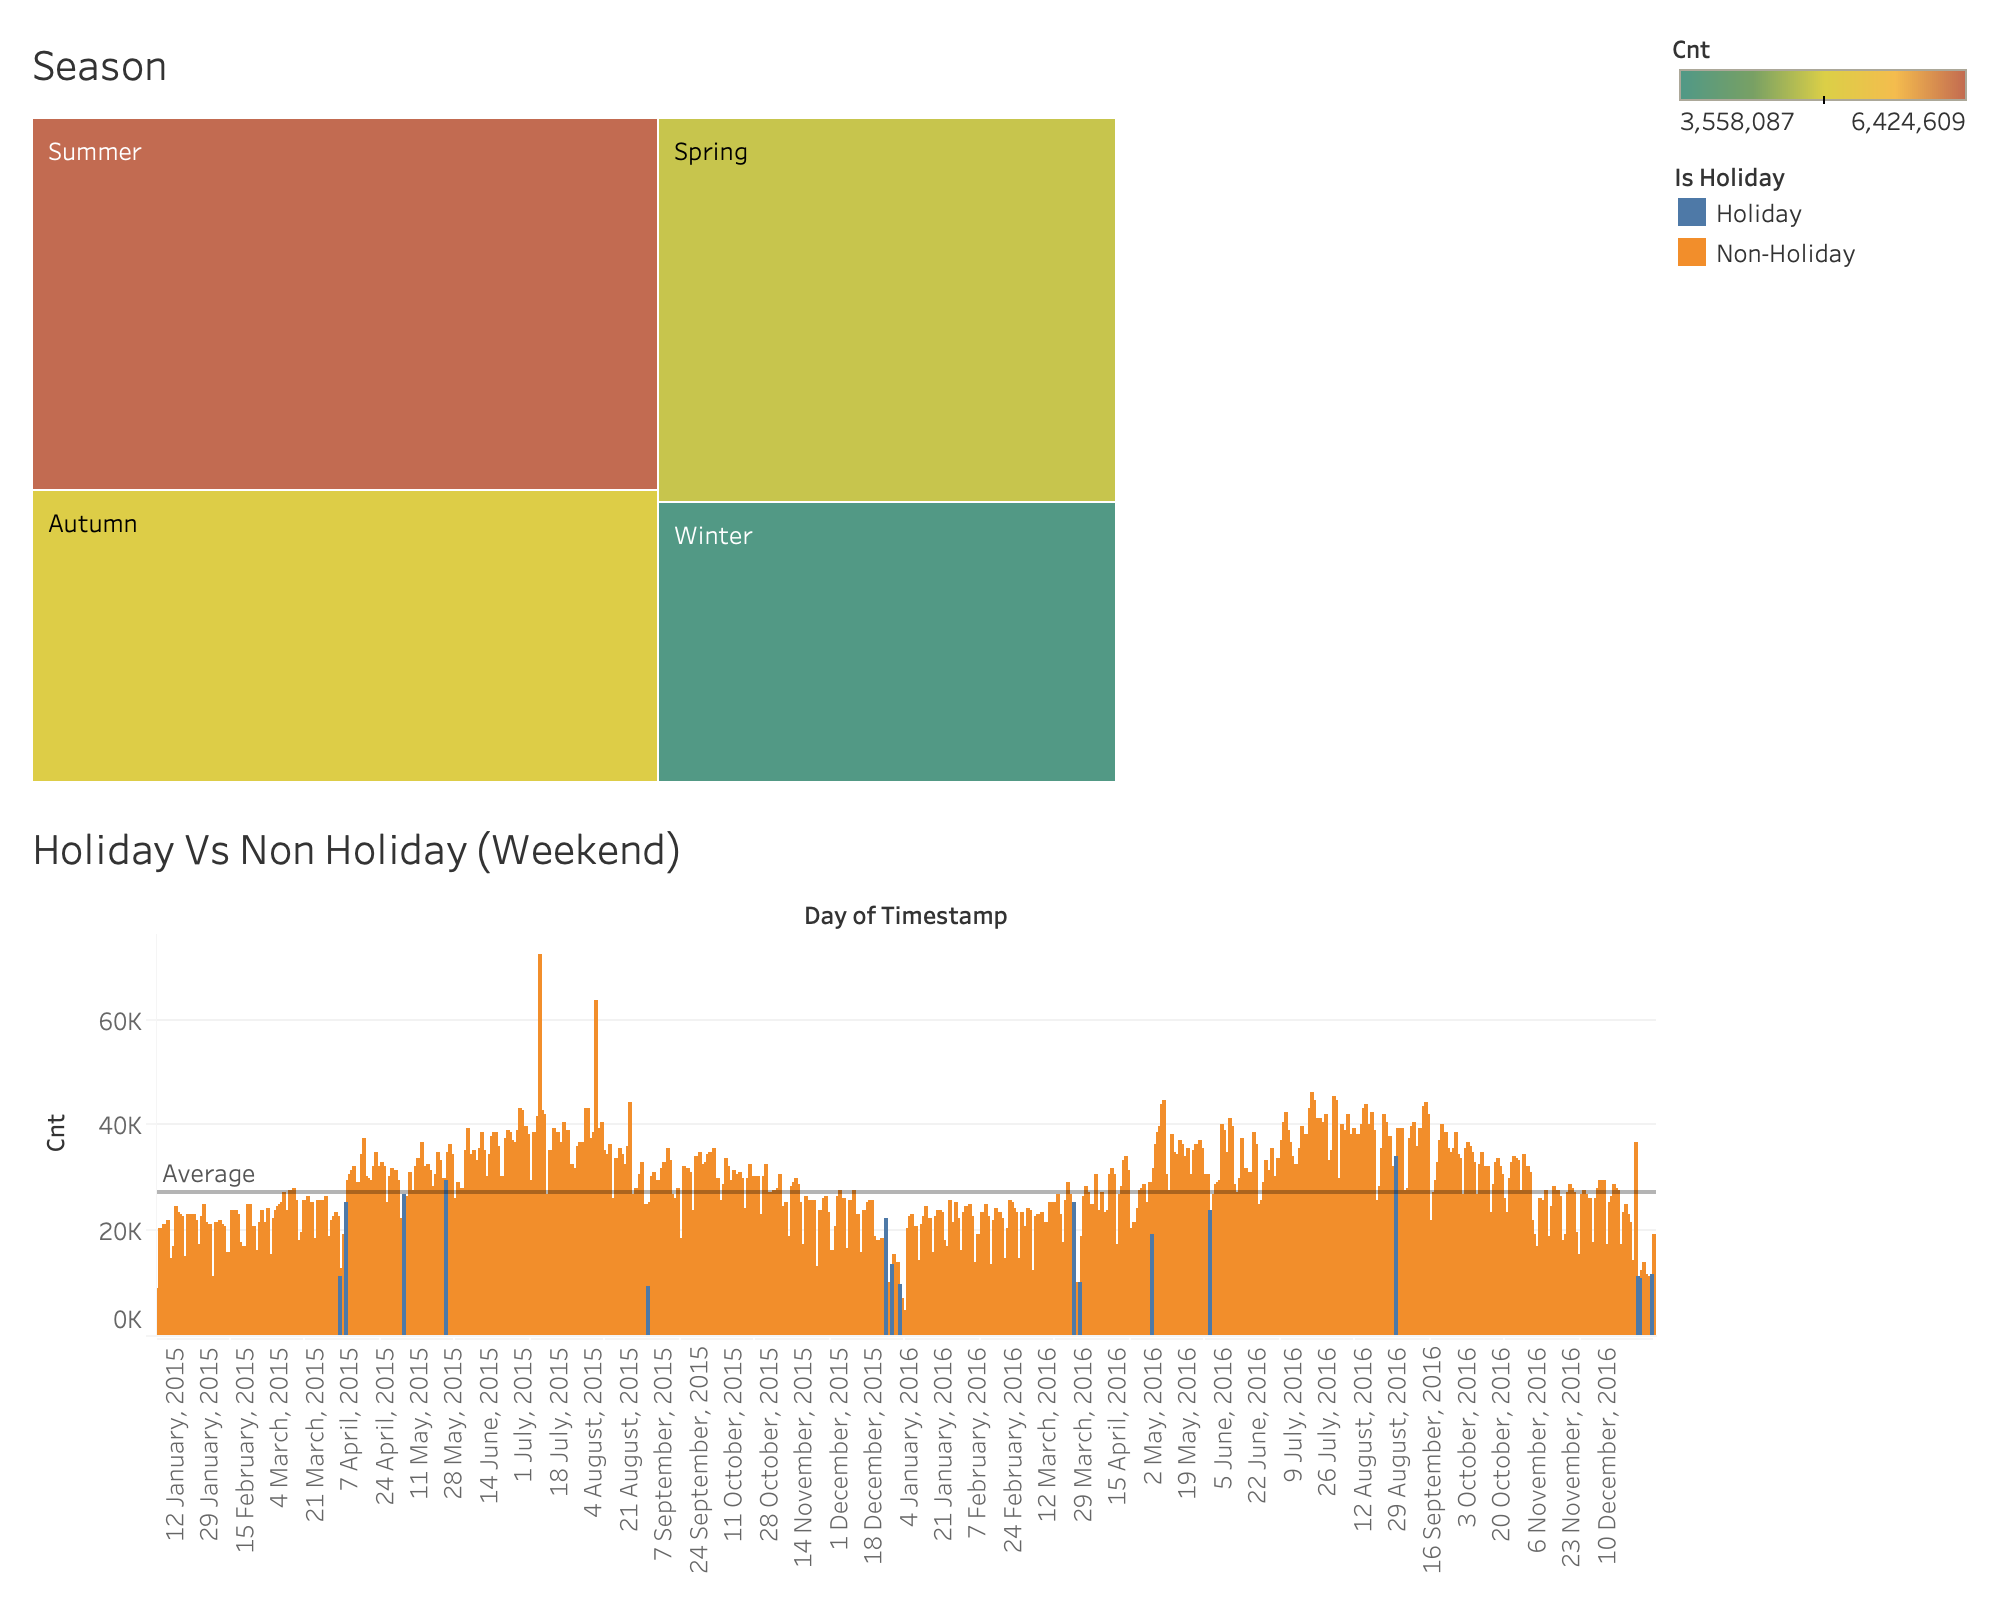 Season
Summer
Spring
Autumn
Winter
Cnt
3,558,087 6,424,609
Is Holiday
Holiday
Non-Holiday
Holiday Vs Non Holiday (Weekend)
Day of Timestamp
Cnt
60K
40K
20K
0K
Average
12 January, 2015
29 January, 2015
15 February, 2015
4 March, 2015
21 March, 2015
7 April, 2015
24 April, 2015
11 May, 2015
28 May, 2015
14 June, 2015
1 July, 2015
18 July, 2015
4 August, 2015
21 August, 2015
7 September, 2015
24 September, 2015
11 October, 2015
28 October, 2015
14 November, 2015
1 December, 2015
18 December, 2015
4 January, 2016
21 January, 2016
7 February, 2016
24 February, 2016
12 March, 2016
29 March, 2016
15 April, 2016
2 May, 2016
19 May, 2016
5 June, 2016
22 June, 2016
9 July, 2016
26 July, 2016
12 August, 2016
29 August, 2016
16 September, 2016
3 October, 2016
20 October, 2016
6 November, 2016
23 November, 2016
10 December, 2016